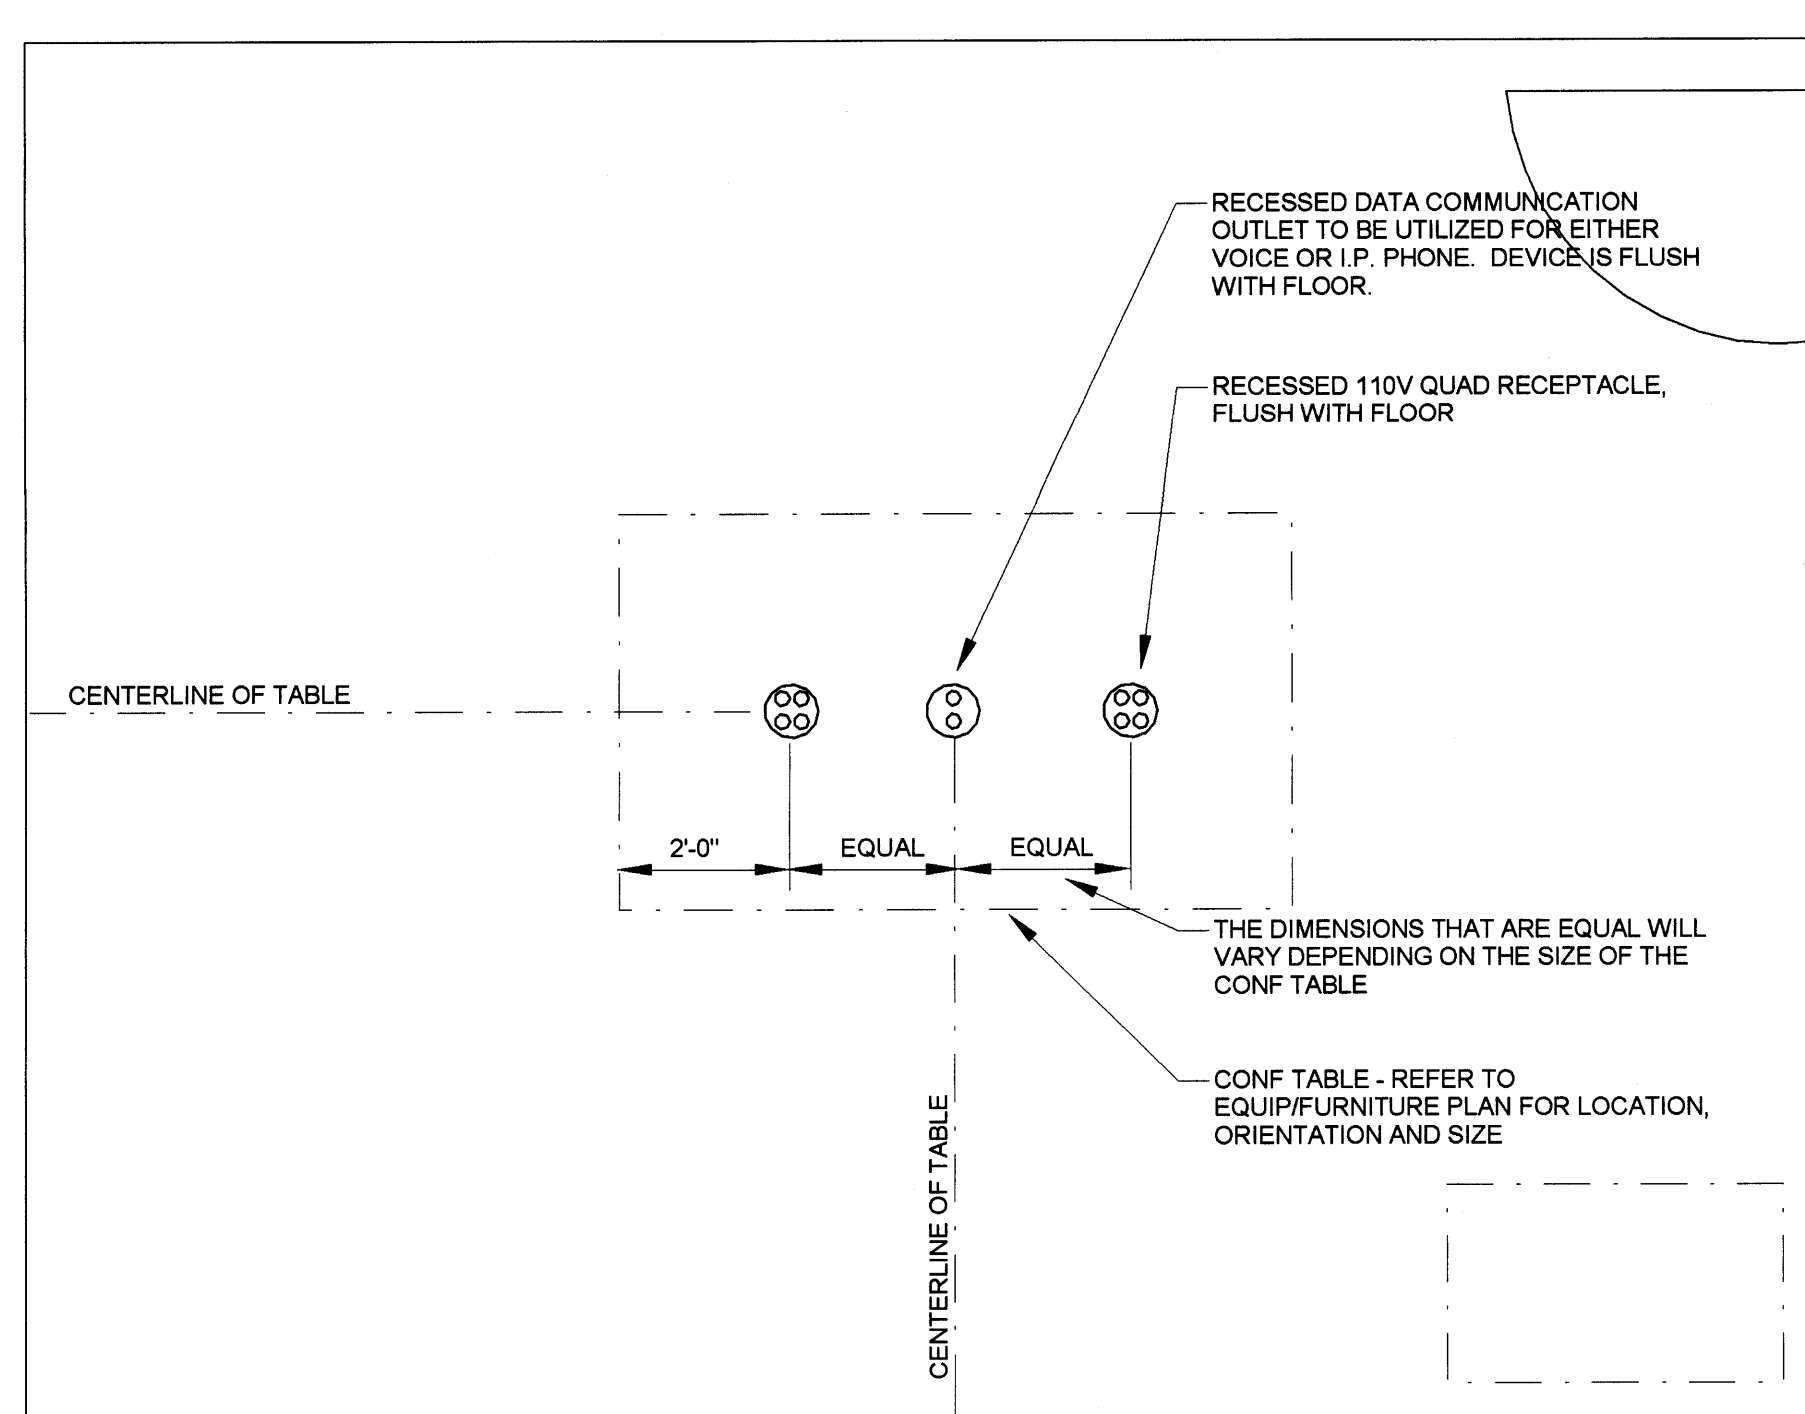 RECESSED DATA COMMUNICATION
OUTLET TO BE UTILIZED FOR EITHER
VOICE OR I.P. PHONE.  DEVICE IS FLUSH
WITH FLOOR.
RECESSED 110V QUAD RECEPTACLE,
FLUSH WITH FLOOR
CENTERLINE OF TABLE
2'-0"
EQUAL
EQUAL
THE DIMENSIONS THAT ARE EQUAL WILL
VARY DEPENDING ON THE SIZE OF THE
CONF TABLE
CONF TABLE - REFER TO
EQUIP/FURNITURE PLAN FOR LOCATION,
ORIENTATION AND SIZE
CENTERLINE OF TABLE